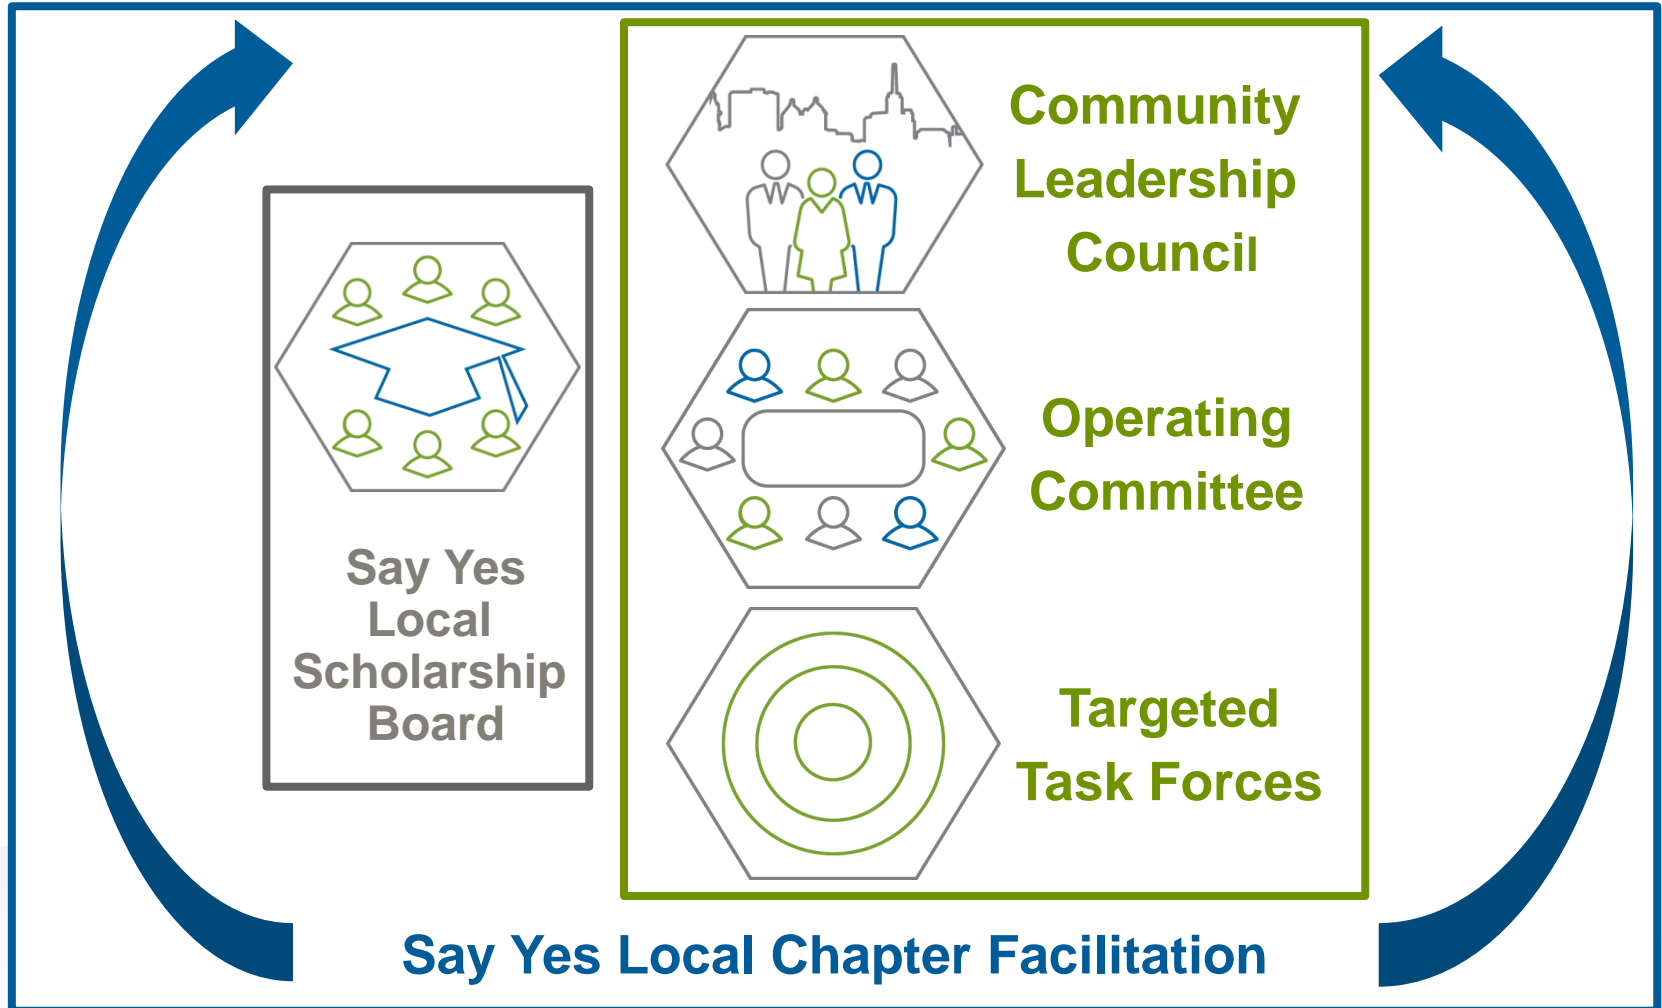 Community
Leadership
Council
Operating
Committee
Say Yes
Local
Scholarship
Board
Targeted
Task Forces
Say Yes Local Chapter Facilitation